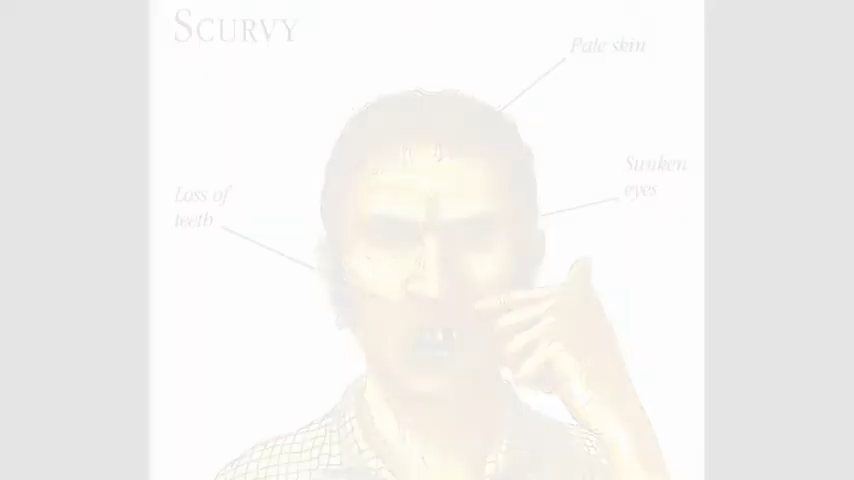 SCURVY
Pale skin
Sunken
eyes
Loss of
teeth